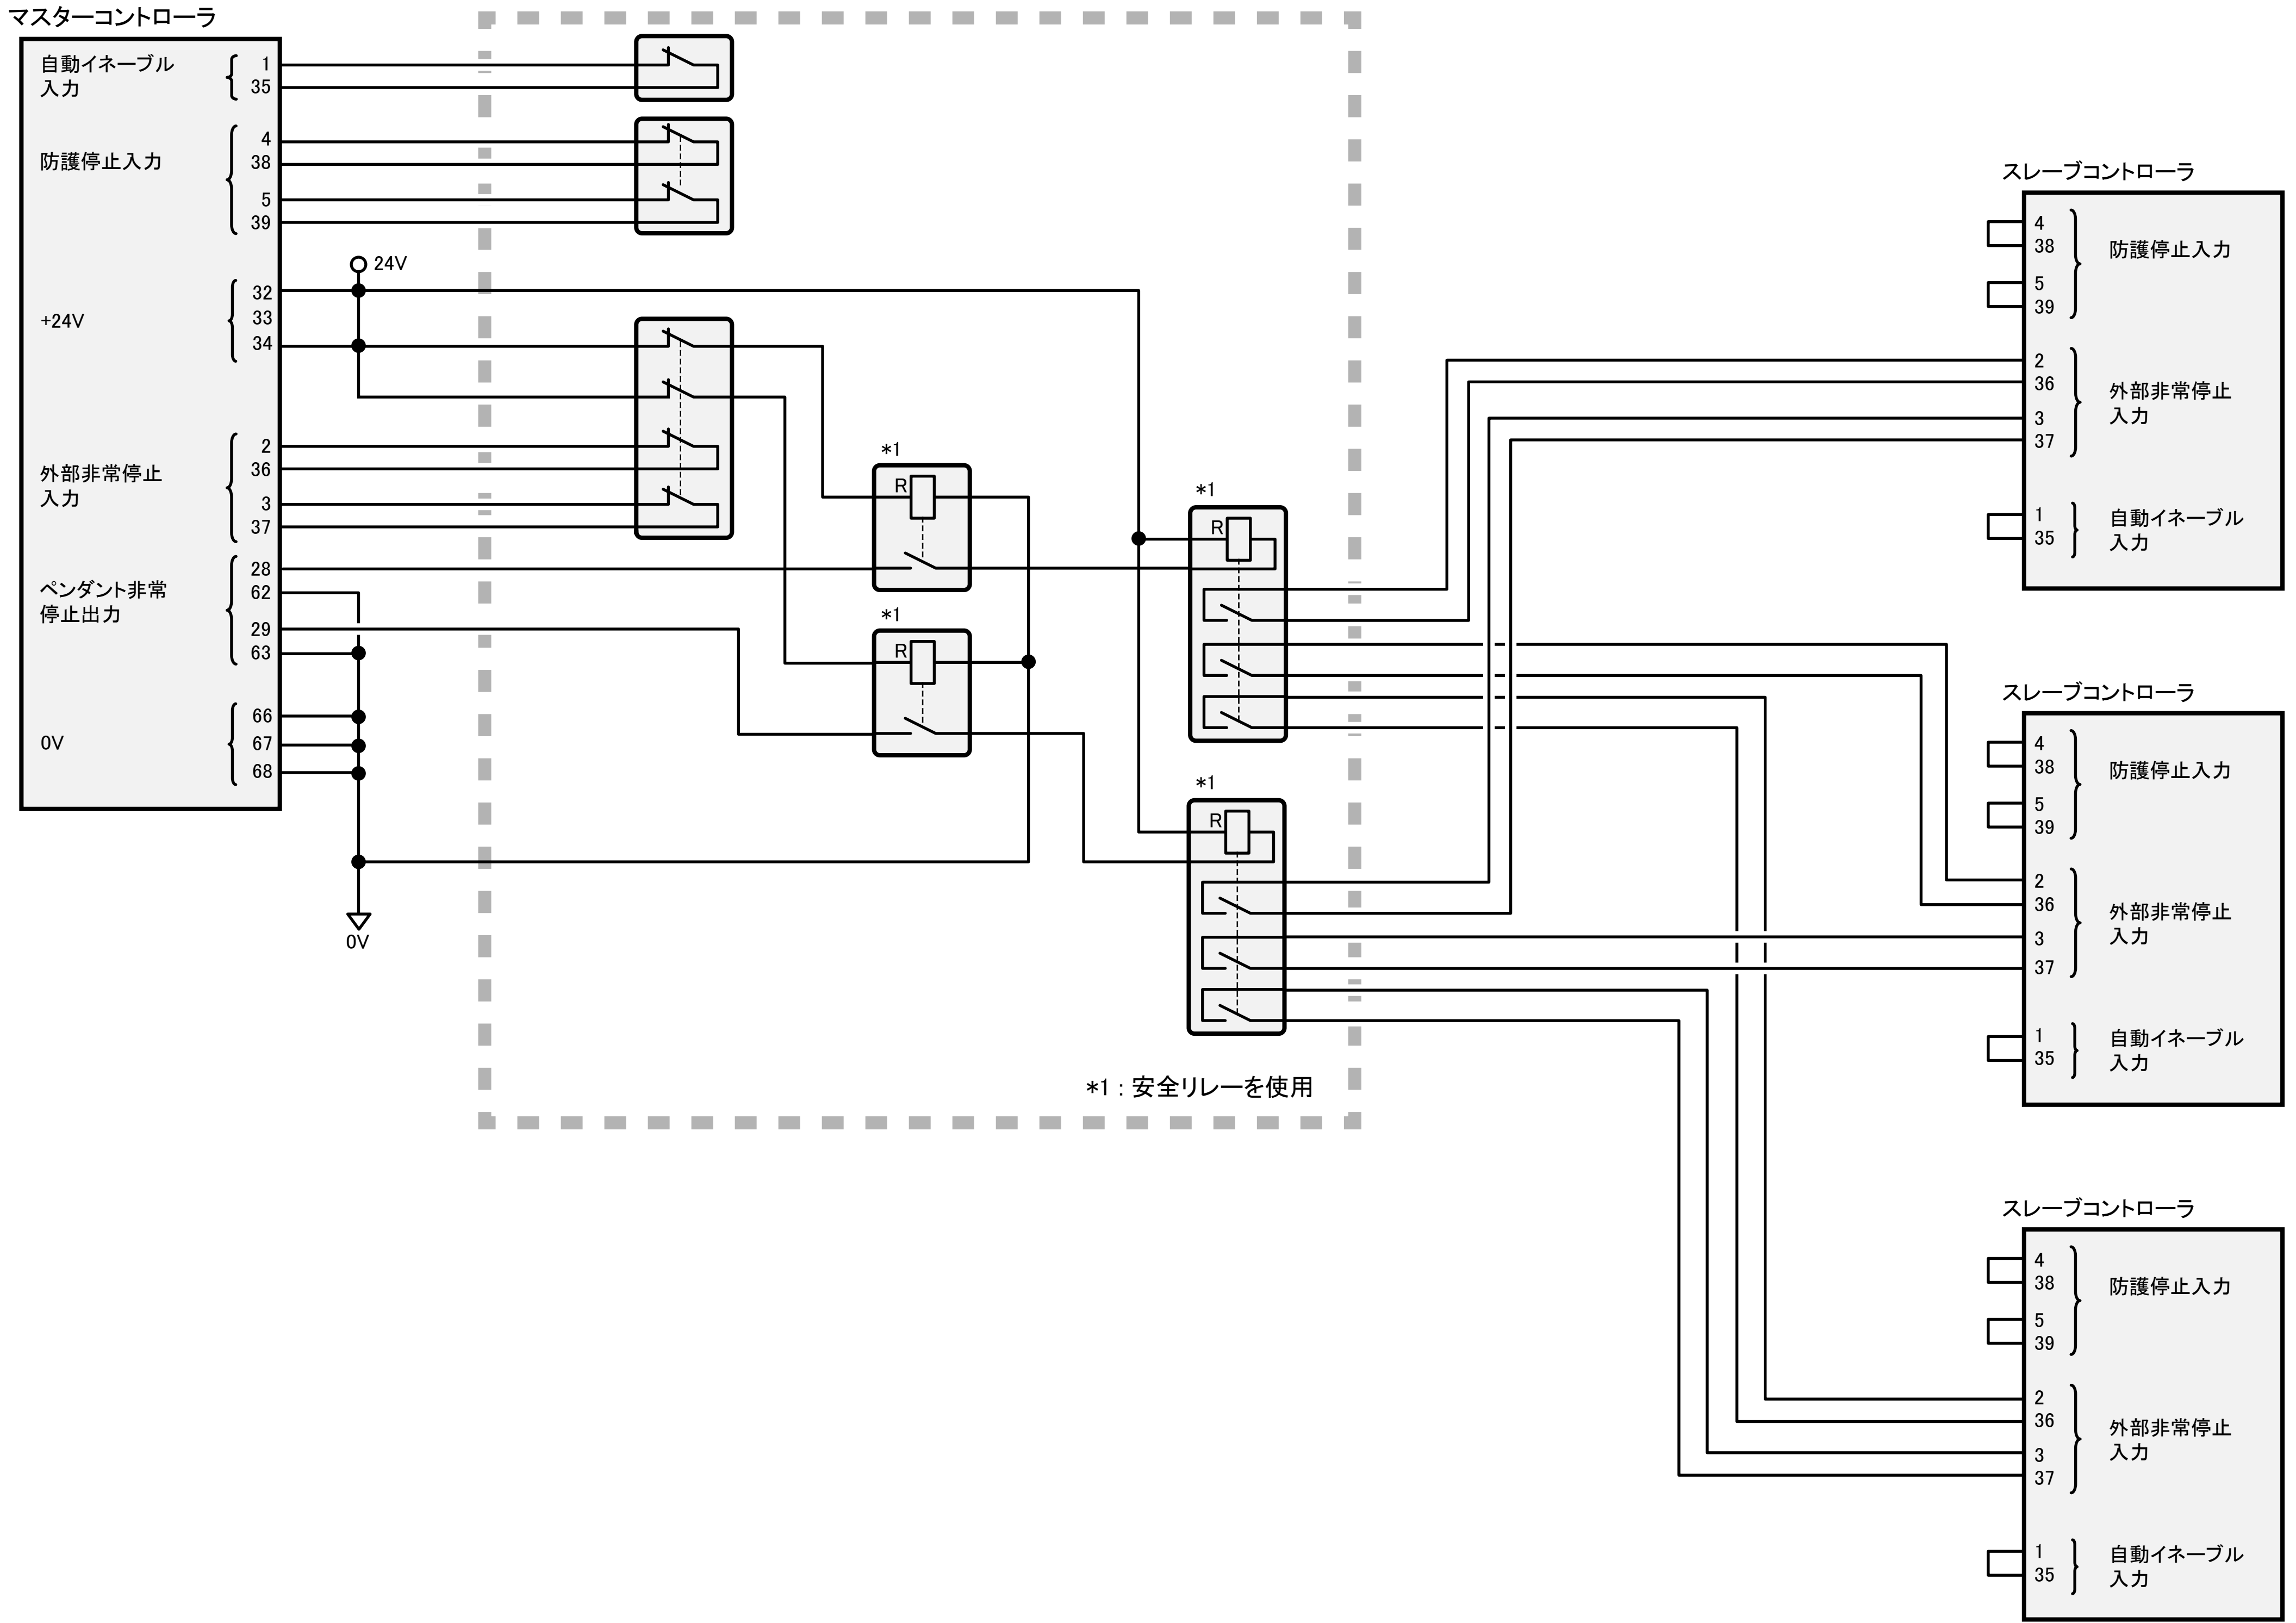 マスターコントローラ
自動イネーブル
入力
1
35
防護停止入力
4
38
5
39
24V
+24V
32
33
34
外部非常停止
入力
2
36
3
37
ペンダント非常
停止出力
28
62
29
63
0V
66
67
68
0V
*1
R
*1
R
*1
R
*1
R
*1 : 安全リレーを使用
スレーブコントローラ
4
38
5
39
防護停止入力
2
36
3
37
外部非常停止
入力
1
35
自動イネーブル
入力
スレーブコントローラ
4
38
5
39
防護停止入力
2
36
3
37
外部非常停止
入力
1
35
自動イネーブル
入力
スレーブコントローラ
4
38
5
39
防護停止入力
2
36
3
37
外部非常停止
入力
1
35
自動イネーブル
入力